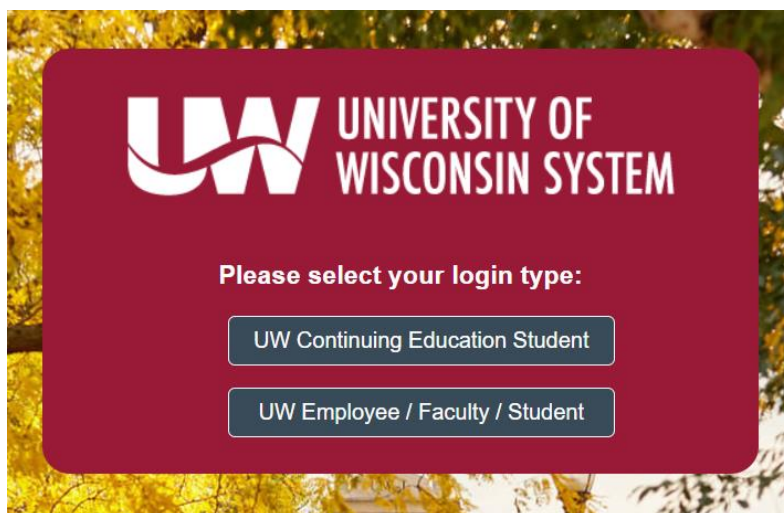 UW UNIVERSITY OF
WISCONSIN SYSTEM
Please select your login type:
UW Continuing Education Student
UW Employee / Faculty / Student